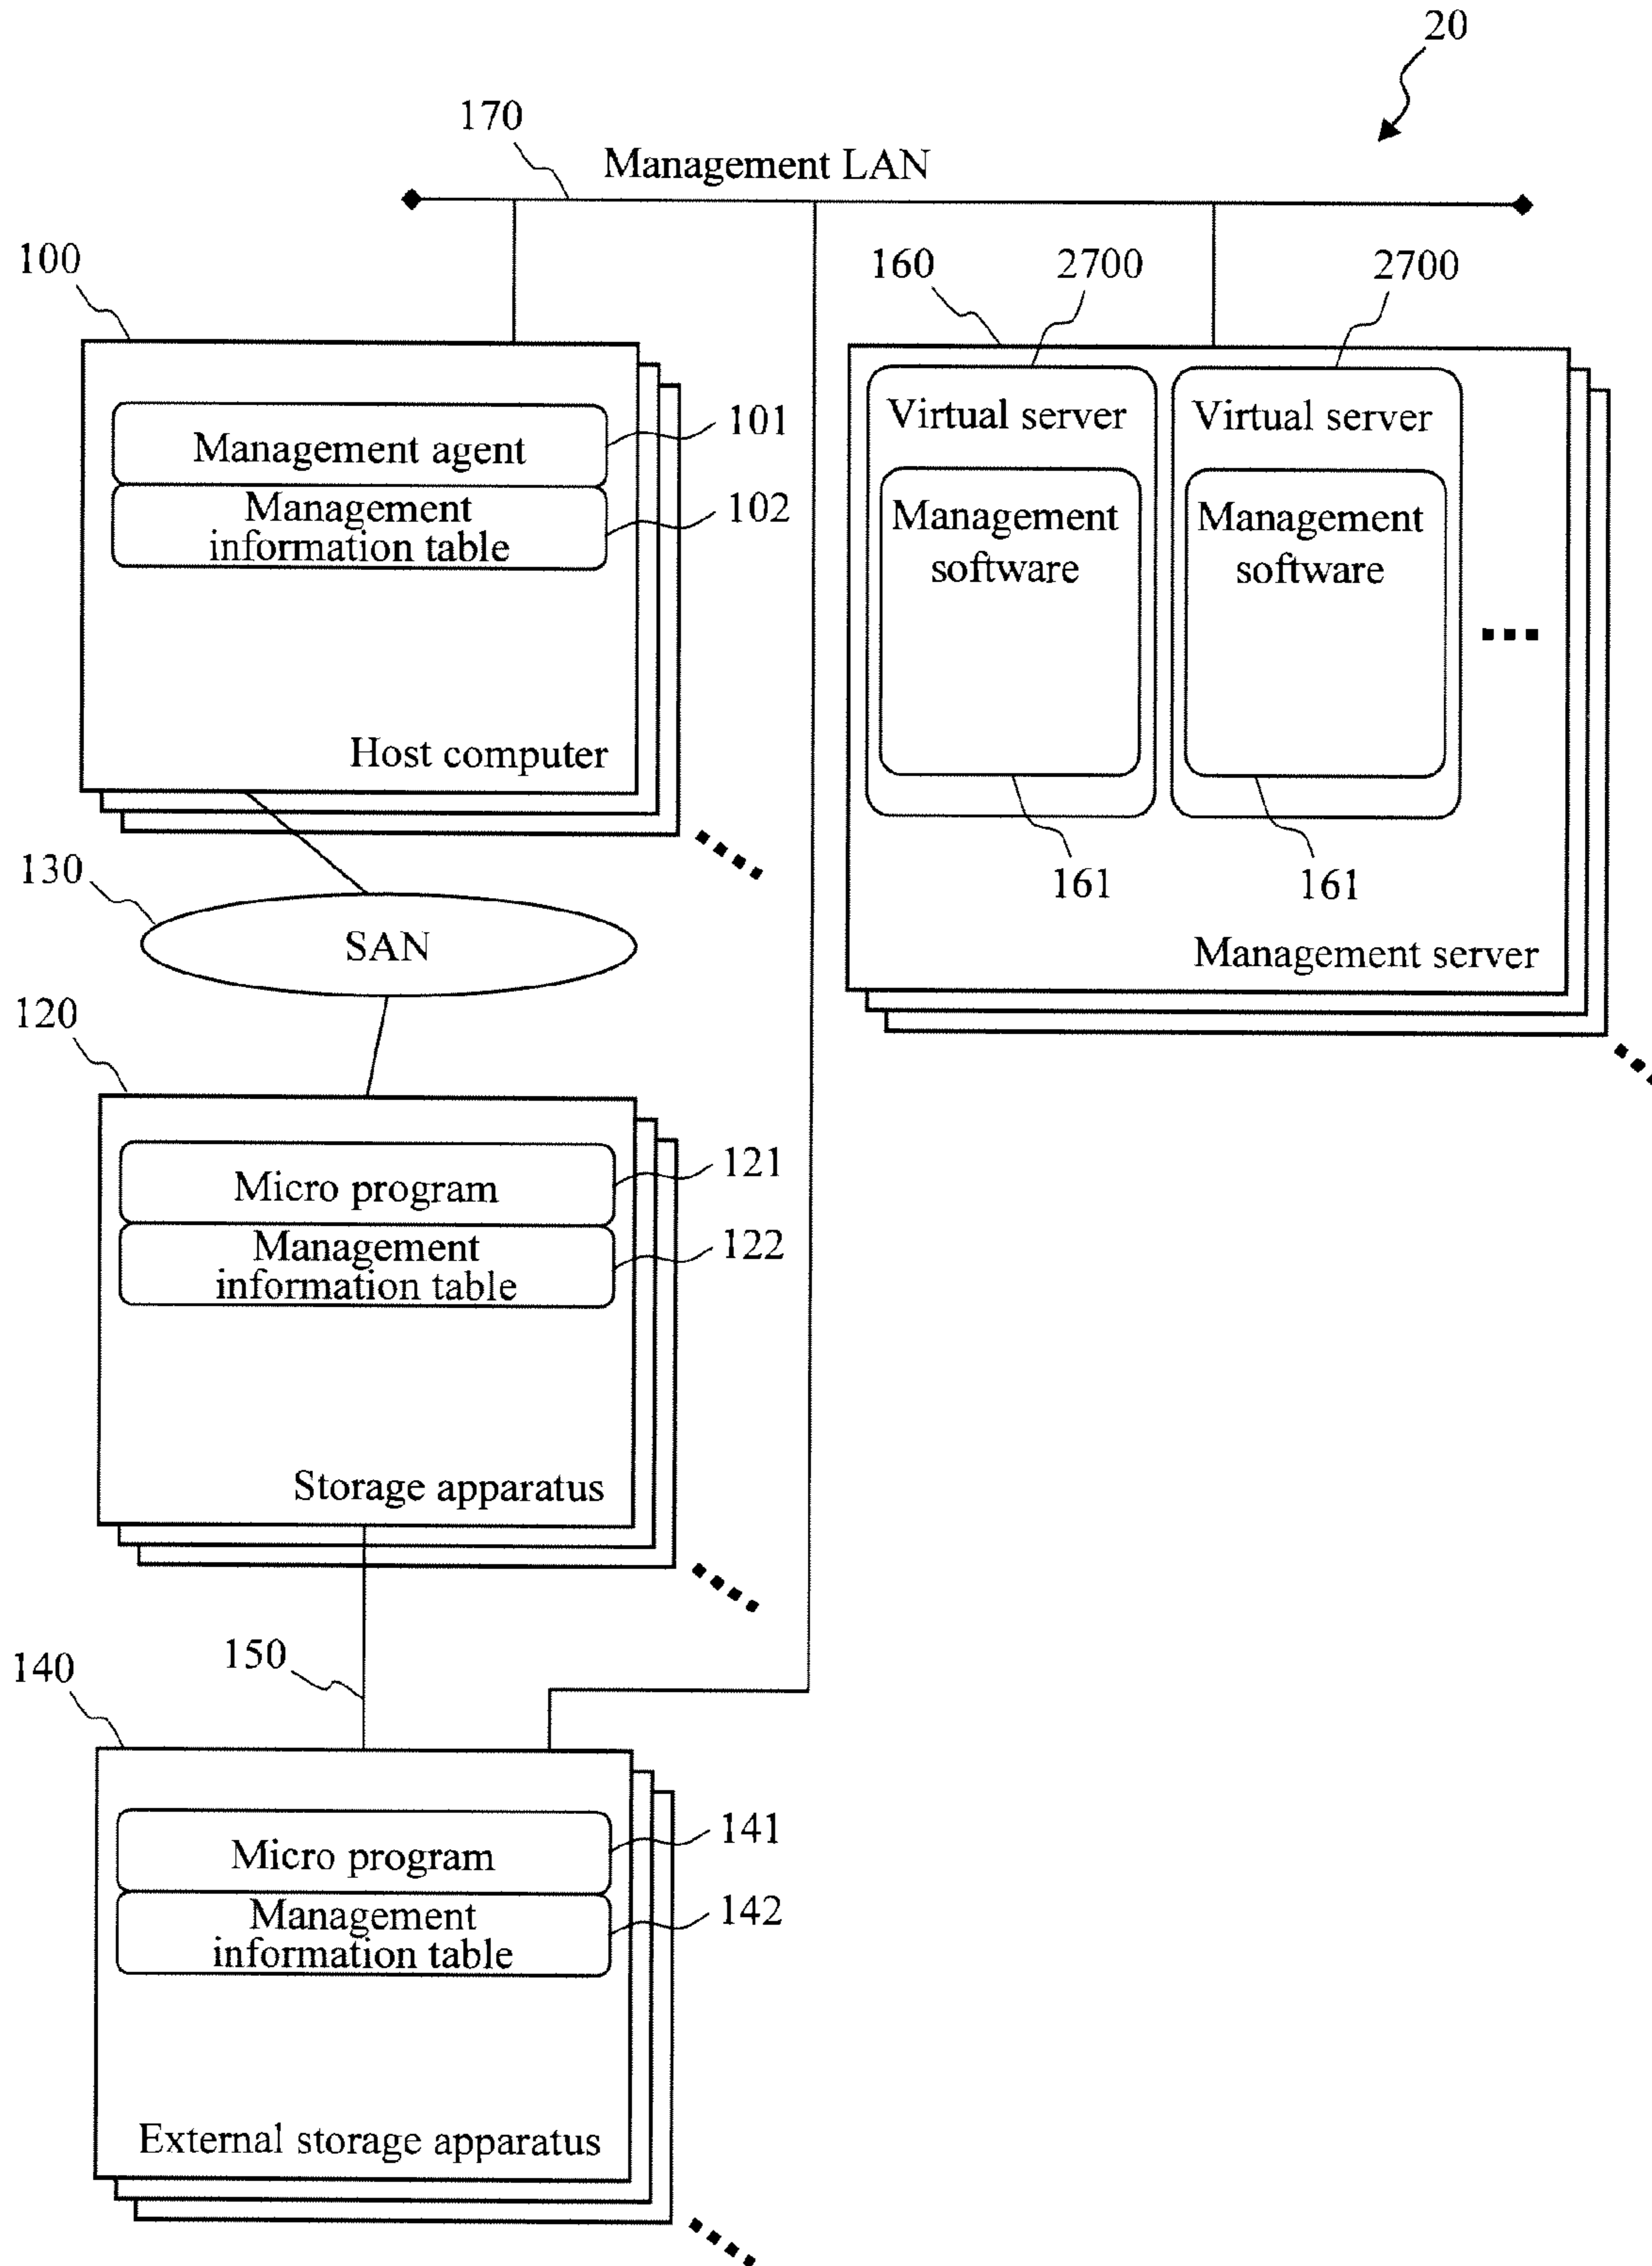 20
170
Management LAN
100
160
2700
2700
Management agent
101
Management
information table
102
Host computer
Virtual server
Virtual server
Management
software
Management
software
161
161
Management server
130
SAN
120
Micro program
121
Management
information table
122
Storage apparatus
150
140
Micro program
141
Management
information table
142
External storage apparatus